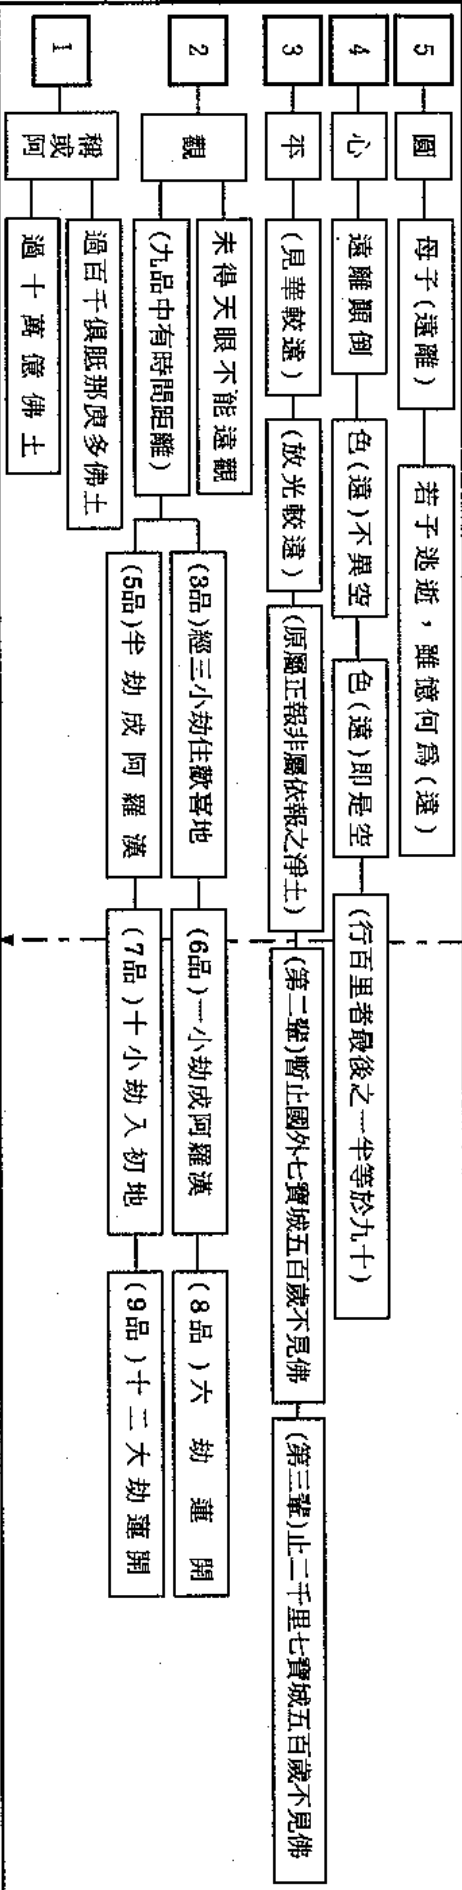 5
圓
母子(遠離)
若子逃逝，雖憶何爲(遠)
4
心
遠離顚倒
色(遠)不異空
色(遠)即是空
(行百里者最後之一半等於九十)
3
平
(見華較遠)
(放光較遠)
(原屬正報非屬依報之淨土)
(第二輩)暫止國外七寶城五百歲不見佛
(第三輩)止二千里七寶城五百歲不見佛
2
觀
未得天眼不能遠觀
(九品中有時間距離)
(3品)經三小劫住歡喜地
(6品)一小劫成阿羅漢
(8品)六劫蓮開
(5品)半劫成阿羅漢
(7品)十小劫入初地
(9品)十二大劫蓮開
1
稱或阿
過百千俱胝那庾多佛土
過十萬億佛土